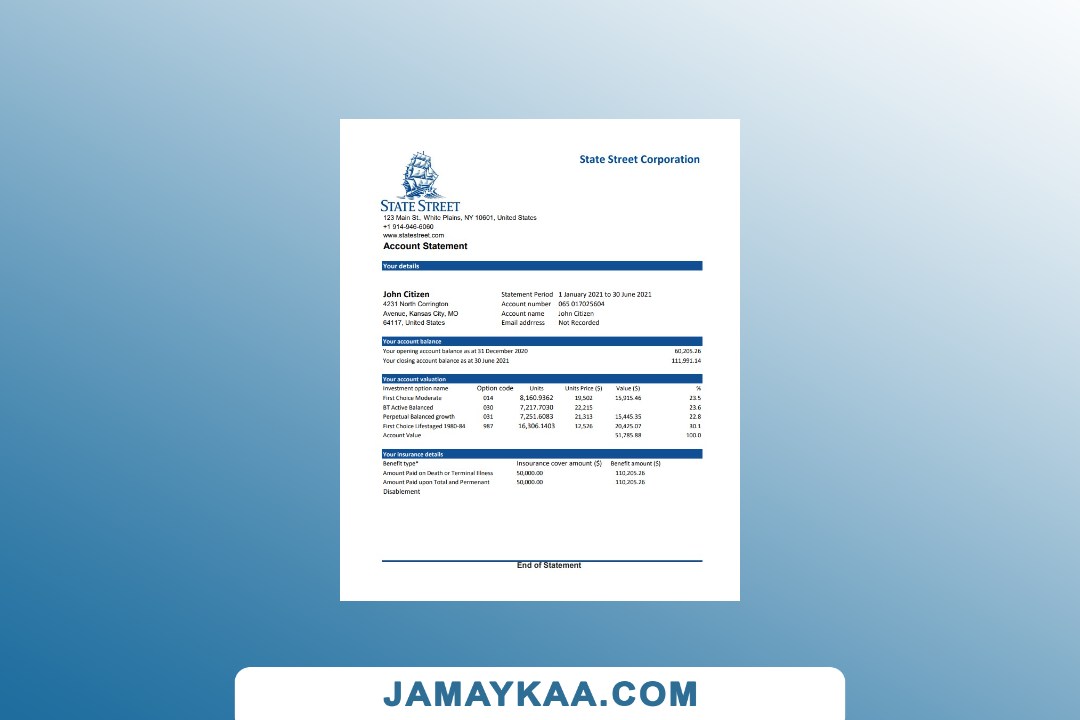 State Street Corporation
STATE STREET
123 Main St., White Plains, NY 10601, United States
+1 914-946-6060
www.statestreet.com
Account Statement
Your details
John Citizen
4231 North Corrington
Avenue, Kansas City, MO
64117, United States
Statement Period 1 January 2021 to 30 June 2021
Account number 065 017025604
Account name John Citizen
Email addrress Not Recorded
Your account balance
Your opening account balance as at 31 December 2020 60,205.26
Your closing account balance as at 30 June 2021 111,991.14
Your account valuation
Investment option name Option code Units Units Price ($) Value ($) %
First Choice Moderate 014 8,160.9362 19,502 15,915.46 23.5
BT Active Balanced 030 7,217.7030 22,215 23.6
Perpetual Balanced growth 031 7,251.6083 21,313 15,445.35 22.8
First Choice Lifestaged 1980-84 987 16,306.1403 12,526 20,425.07 30.1
Account Value 51,785.88 100.0
Your insurance details
Benefit type* Insourance cover amount ($) Benefit amount ($)
Amount Paid on Death or Terminal Illness 50,000.00 110,205.26
Amount Paid upon Total and Permenant 50,000.00 110,205.26
Disablement
End of Statement
JAMAYKAA.COM